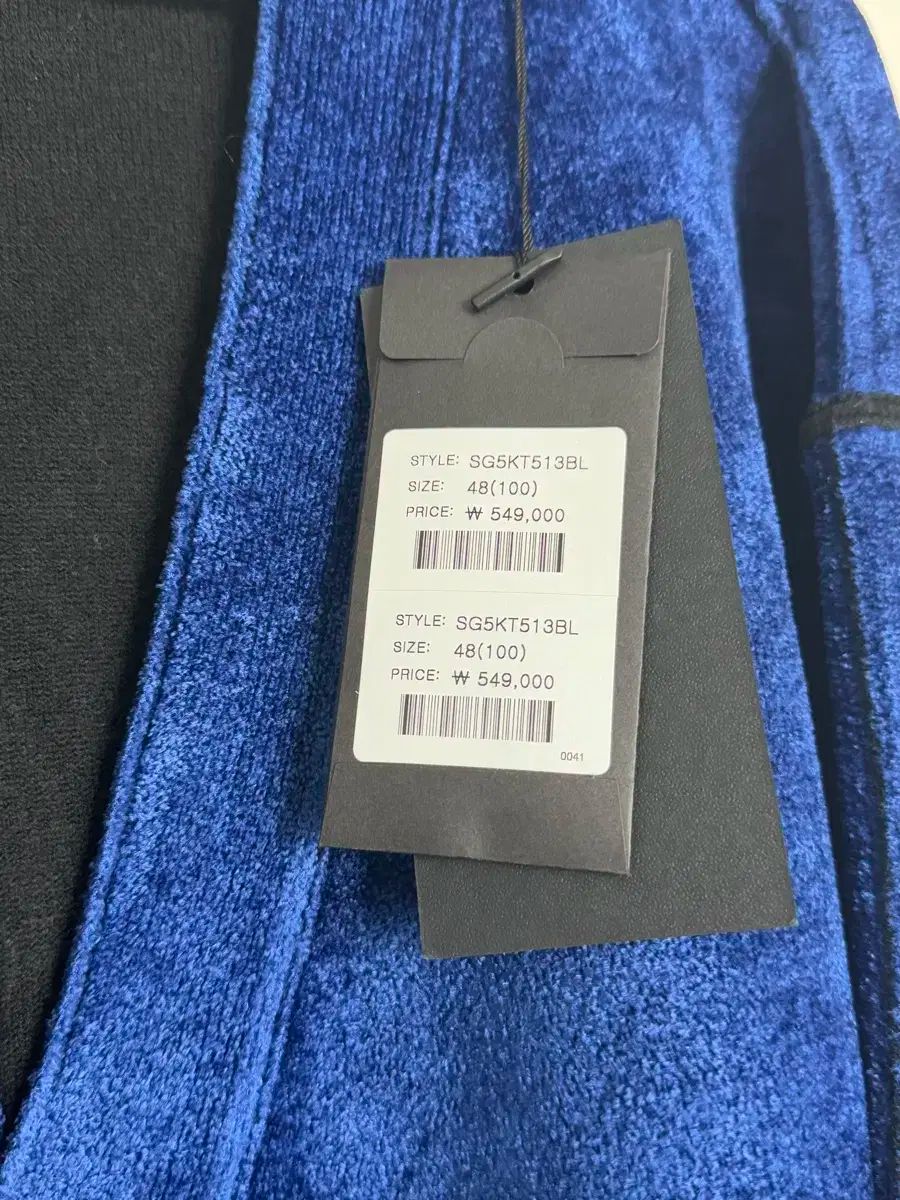 STYLE: SG5KT513BL
SIZE: 48(100)
PRICE: ₩ 549,000
STYLE: SG5KT513BL
SIZE: 48(100)
PRICE: ₩ 549,000
0041